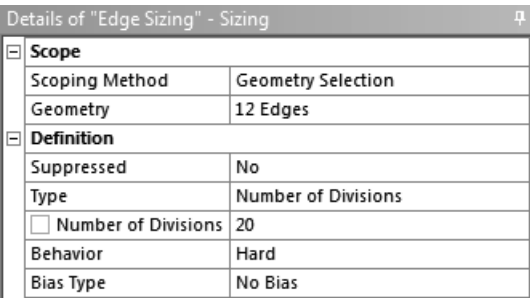 Details of "Edge Sizing" - Sizing
Scope
Scoping Method Geometry Selection
Geometry 12 Edges
Definition
Suppressed No
Type Number of Divisions
Number of Divisions 20
Behavior Hard
Bias Type No Bias